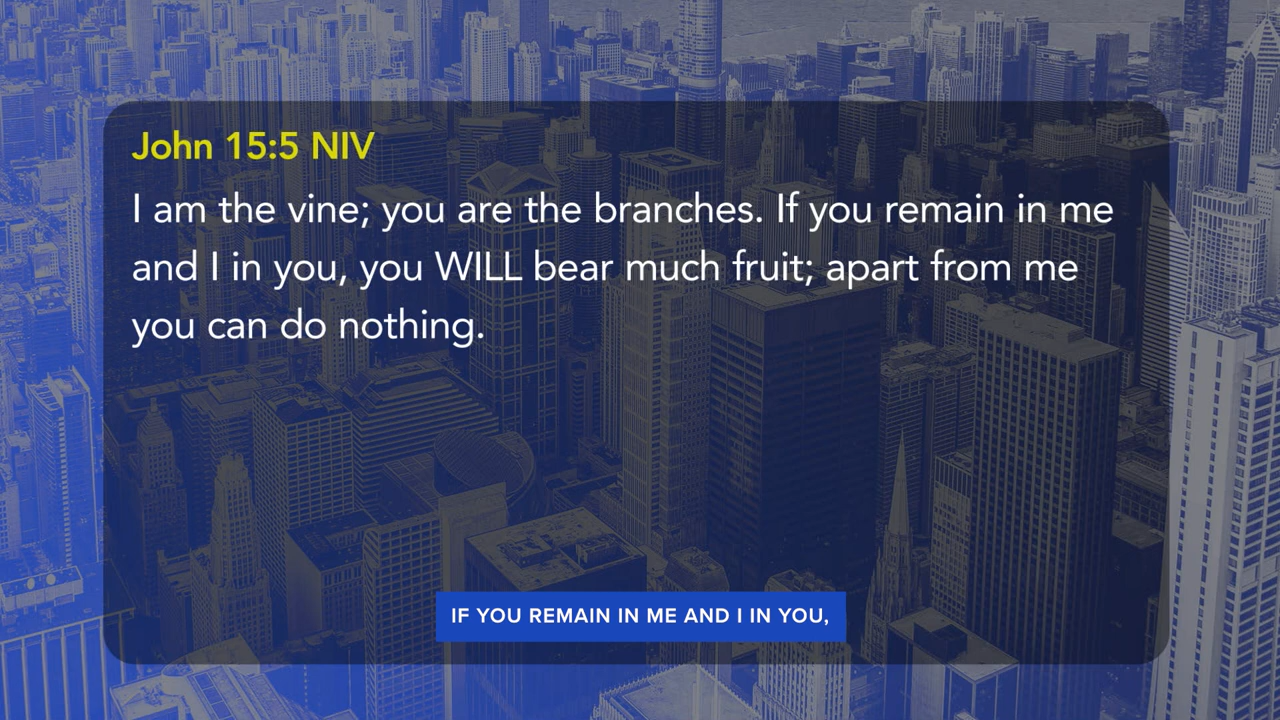 John 15:5 NIV
I am the vine; you are the branches. If you remain in me
and I in you, you WILL bear much fruit; apart from me
you can do nothing.
IF YOU REMAIN IN ME AND I IN YOU,